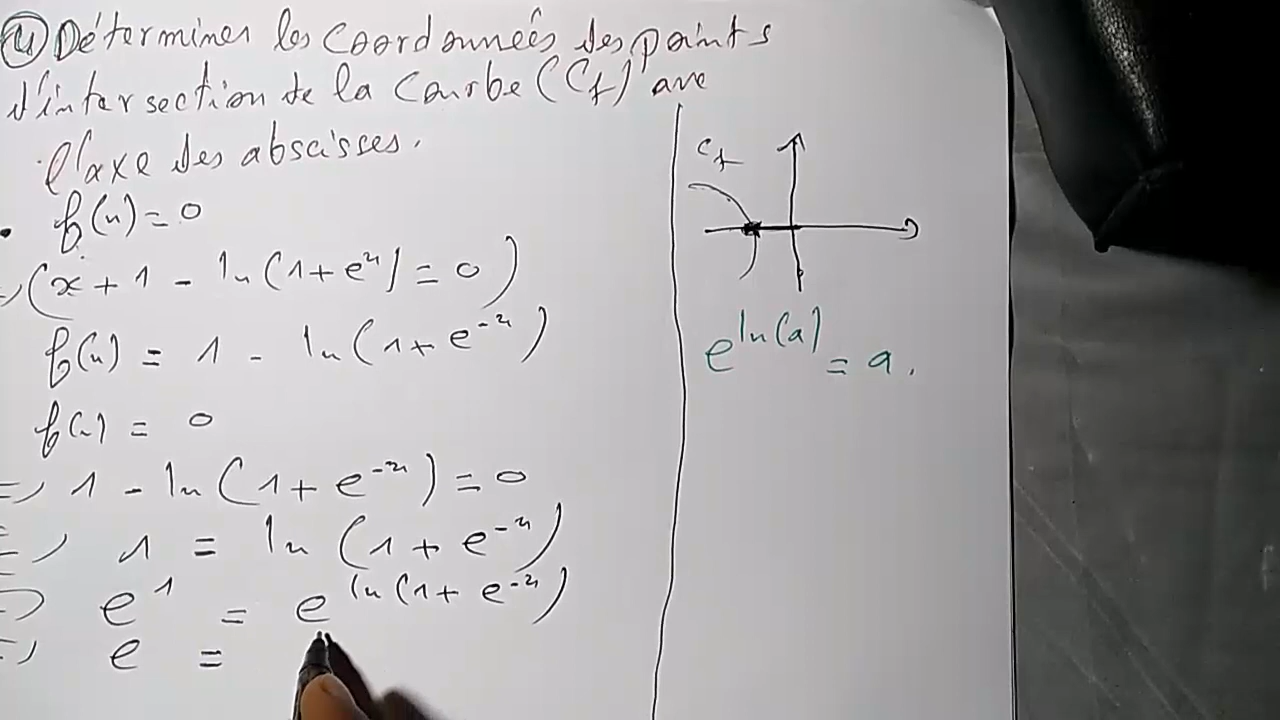 4) Déterminer les coordonnées des points
d'intersection de la courbe (Cf) ave
l'axe des abscisses.
• f(x) = 0
=> (x + 1 - ln(1+e^x) = 0)
f(x) = 1 - ln(1+e^-x)
f(x) = 0
=> 1 - ln(1+e^-x) = 0
=> 1 = ln(1+e^-x)
=> e^1 = e^ln(1+e^-x)
=> e =
Cf
e^ln(a) = a.